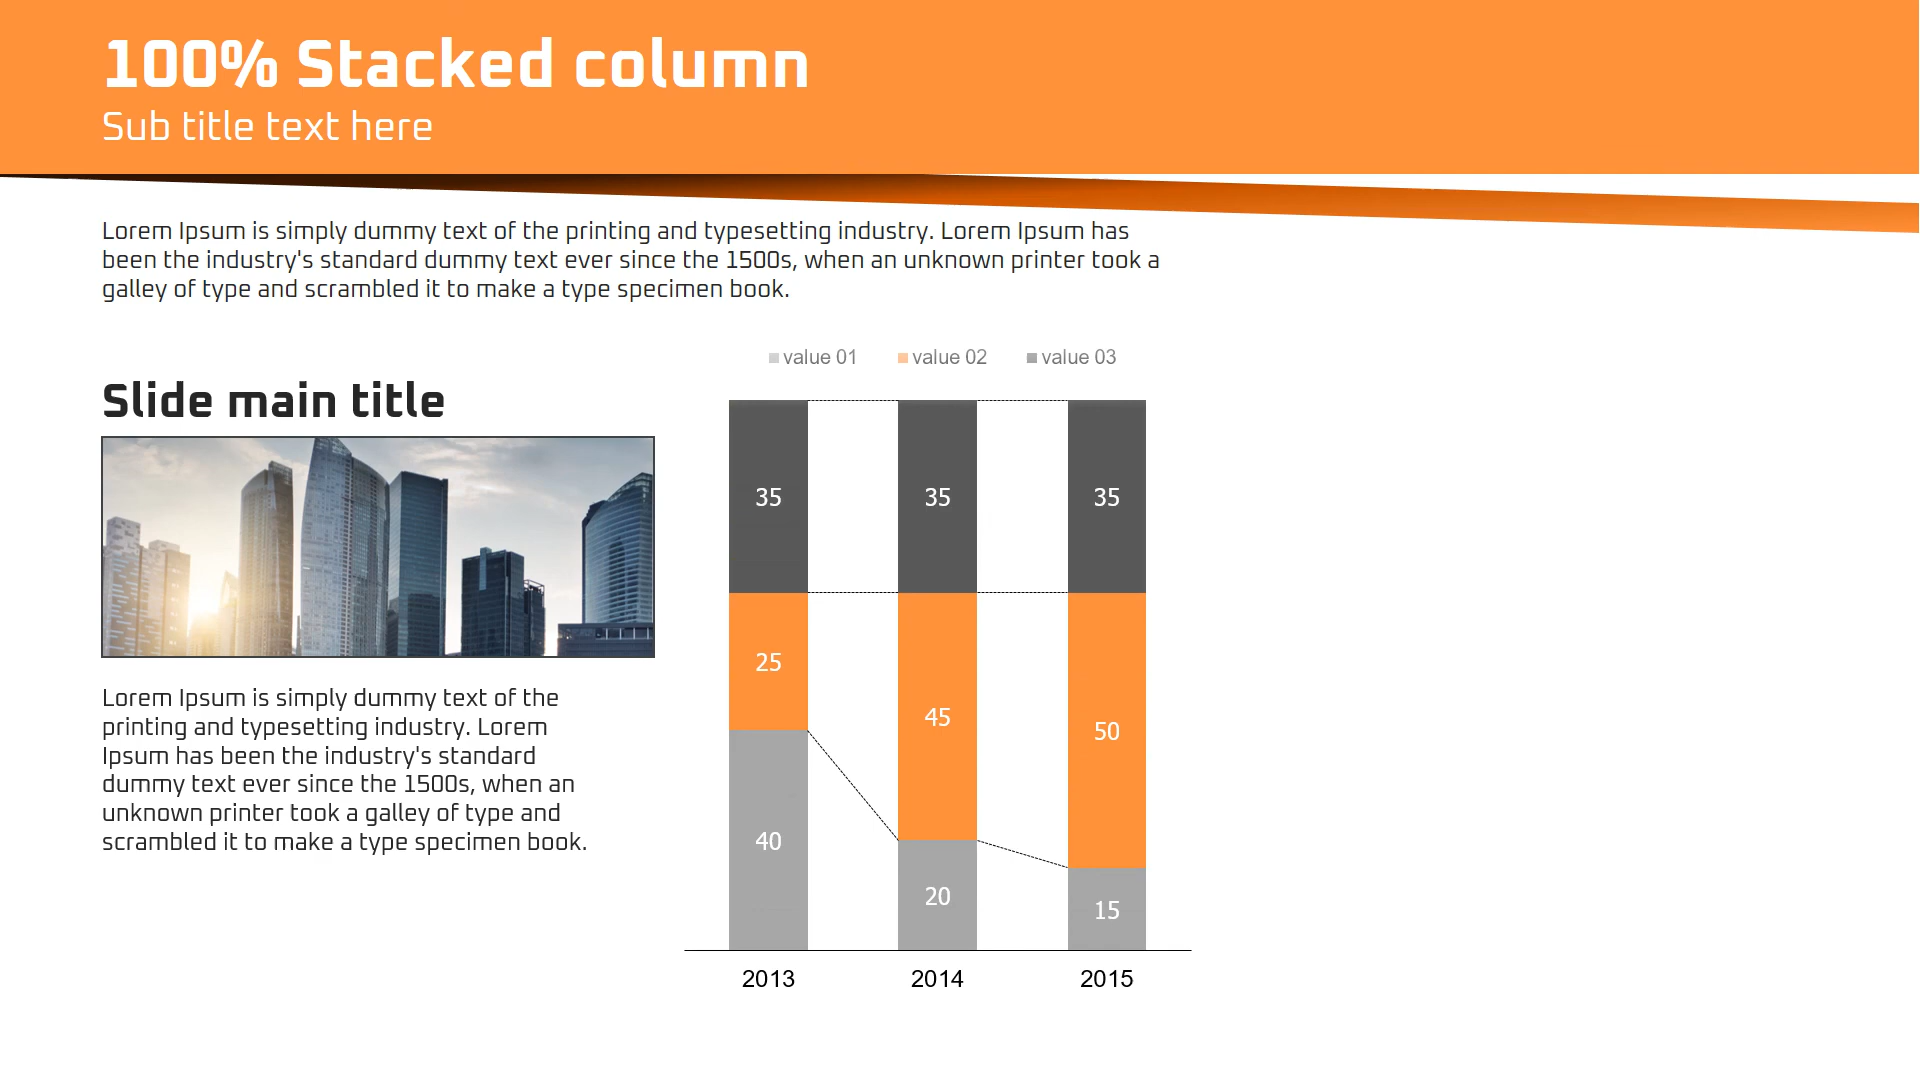 100% Stacked column
Sub title text here
Lorem Ipsum is simply dummy text of the printing and typesetting industry. Lorem Ipsum has
been the industry's standard dummy text ever since the 1500s, when an unknown printer took a
galley of type and scrambled it to make a type specimen book.
Slide main title
Lorem Ipsum is simply dummy text of the
printing and typesetting industry. Lorem
Ipsum has been the industry's standard
dummy text ever since the 1500s, when an
unknown printer took a galley of type and
scrambled it to make a type specimen book.
value 01 value 02 value 03
35 35 35
25 45 50
40 20 15
2013 2014 2015